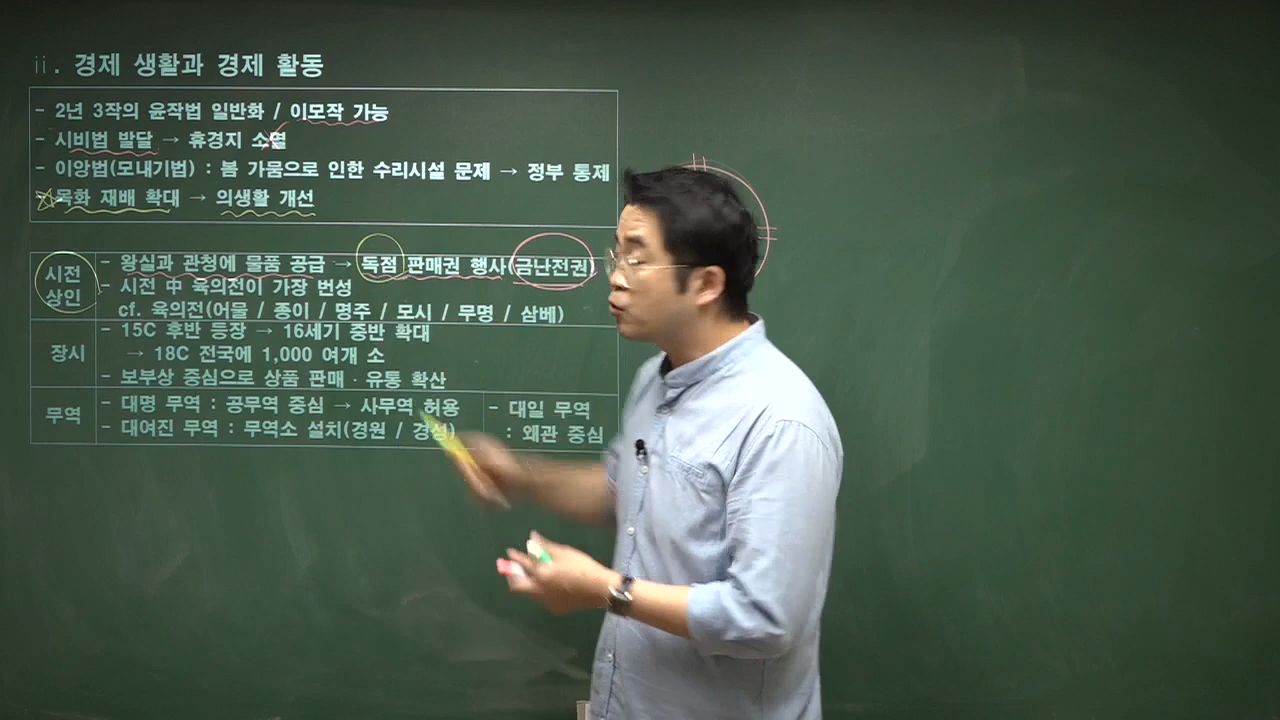 ii. 경제 생활과 경제 활동
- 2년 3작의 윤작법 일반화 / 이모작 가능
- 시비법 발달 → 휴경지 소멸
- 이앙법(모내기법) : 봄 가뭄으로 인한 수리시설 문제 → 정부 통제
목화 재배 확대 → 의생활 개선
시전 상인
- 왕실과 관청에 물품 공급 → 독점 판매권 행사(금난전권)
- 시전 中 육의전이 가장 번성
cf. 육의전(어물 / 종이 / 명주 / 모시 / 무명 / 삼베)
장시
- 15C 후반 등장 → 16세기 중반 확대
→ 18C 전국에 1,000 여개 소
- 보부상 중심으로 상품 판매 · 유통 확산
무역
- 대명 무역 : 공무역 중심 → 사무역 허용
- 대여진 무역 : 무역소 설치(경원 / 경성)
- 대일 무역
: 왜관 중심